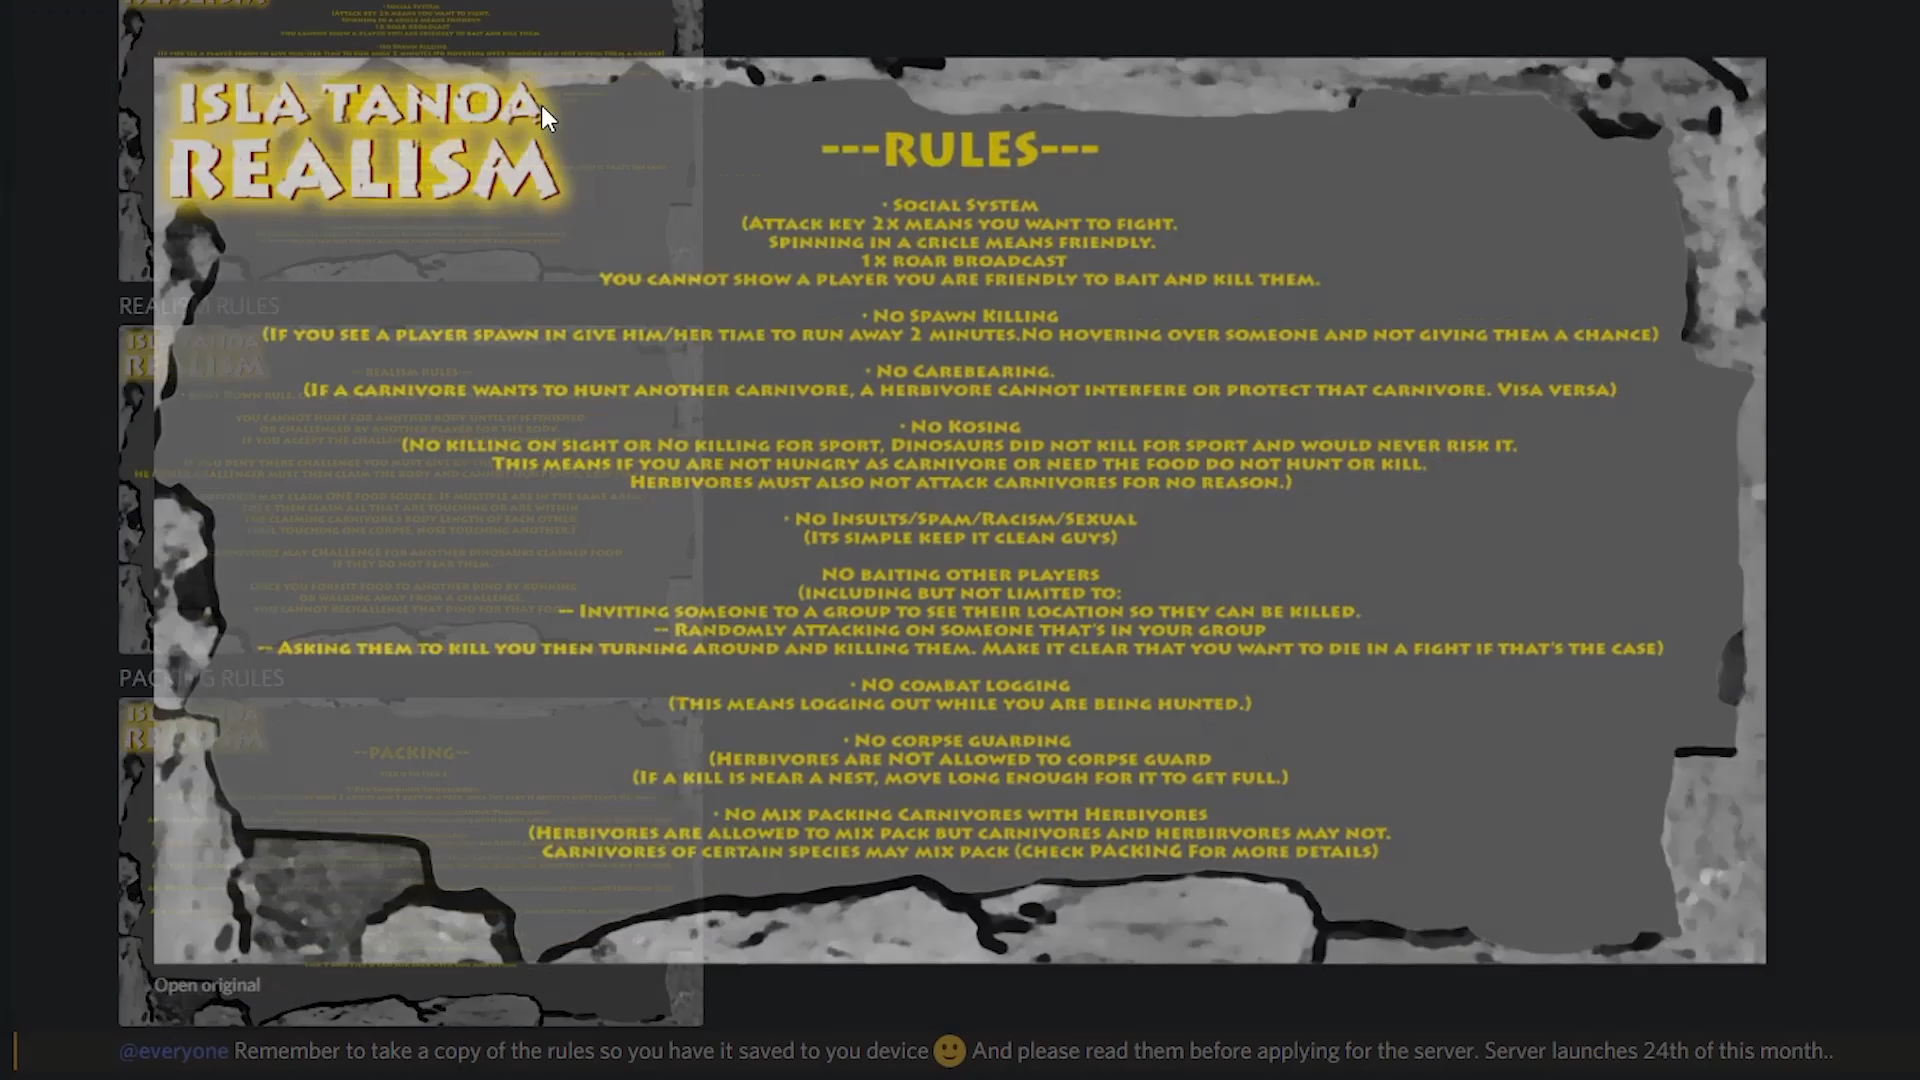 ISLA TANOA
REALISM
---RULES---
· SOCIAL SYSTEM
(ATTACK KEY 2X MEANS YOU WANT TO FIGHT.
SPINNING IN A CRICLE MEANS FRIENDLY.
1X ROAR BROADCAST
YOU CANNOT SHOW A PLAYER YOU ARE FRIENDLY TO BAIT AND KILL THEM.
· NO SPAWN KILLING
(IF YOU SEE A PLAYER SPAWN IN GIVE HIM/HER TIME TO RUN AWAY 2 MINUTES.NO HOVERING OVER SOMEONE AND NOT GIVING THEM A CHANCE)
· NO CAREBEARING.
(IF A CARNIVORE WANTS TO HUNT ANOTHER CARNIVORE, A HERBIVORE CANNOT INTERFERE OR PROTECT THAT CARNIVORE. VISA VERSA)
· NO KOSING
(NO KILLING ON SIGHT OR NO KILLING FOR SPORT, DINOSAURS DID NOT KILL FOR SPORT AND WOULD NEVER RISK IT.
THIS MEANS IF YOU ARE NOT HUNGRY AS CARNIVORE OR NEED THE FOOD DO NOT HUNT OR KILL.
HERBIVORES MUST ALSO NOT ATTACK CARNIVORES FOR NO REASON.)
· NO INSULTS/SPAM/RACISM/SEXUAL
(ITS SIMPLE KEEP IT CLEAN GUYS)
NO BAITING OTHER PLAYERS
(INCLUDING BUT NOT LIMITED TO:
-- INVITING SOMEONE TO A GROUP TO SEE THEIR LOCATION SO THEY CAN BE KILLED.
-- RANDOMLY ATTACKING ON SOMEONE THAT'S IN YOUR GROUP
-- ASKING THEM TO KILL YOU THEN TURNING AROUND AND KILLING THEM. MAKE IT CLEAR THAT YOU WANT TO DIE IN A FIGHT IF THAT'S THE CASE)
· NO COMBAT LOGGING
(THIS MEANS LOGGING OUT WHILE YOU ARE BEING HUNTED.)
· NO CORPSE GUARDING
(HERBIVORES ARE NOT ALLOWED TO CORPSE GUARD
(IF A KILL IS NEAR A NEST, MOVE LONG ENOUGH FOR IT TO GET FULL.)
· NO MIX PACKING CARNIVORES WITH HERBIVORES
(HERBIVORES ARE ALLOWED TO MIX PACK BUT CARNIVORES AND HERBIRVORES MAY NOT.
CARNIVORES OF CERTAIN SPECIES MAY MIX PACK (CHECK PACKING FOR MORE DETAILS)
REALISM RULES
PACKING RULES
--PACKING--
Open original
@everyone Remember to take a copy of the rules so you have it saved to you device 🙂 And please read them before applying for the server. Server launches 24th of this month..